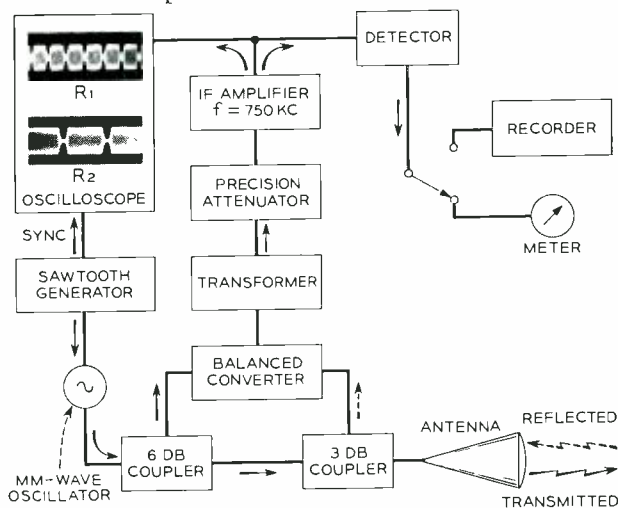 R1
R2
OSCILLOSCOPE
DETECTOR
IF AMPLIFIER
f = 750 KC
RECORDER
PRECISION
ATTENUATOR
METER
SYNC
SAWTOOTH
GENERATOR
TRANSFORMER
BALANCED
CONVERTER
6 DB
COUPLER
3 DB
COUPLER
ANTENNA
REFLECTED
TRANSMITTED
MM-WAVE
OSCILLATOR